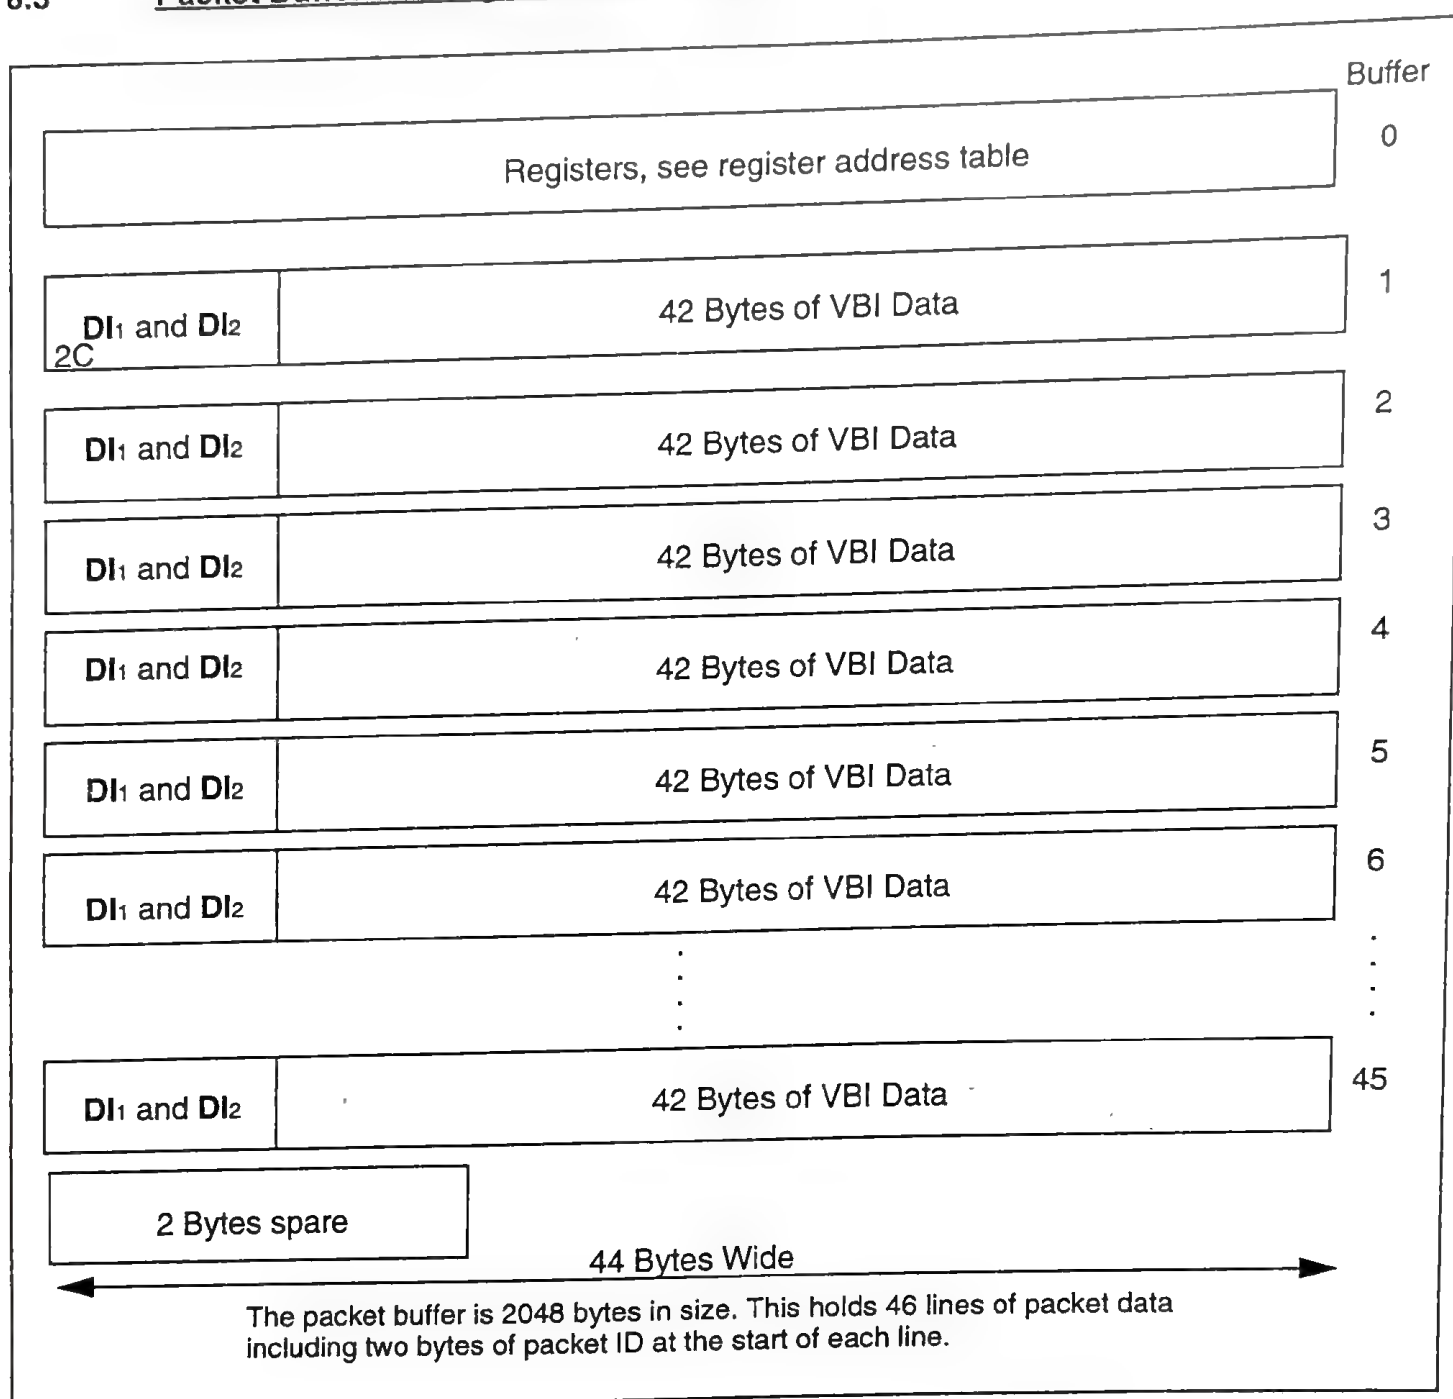 Buffer
0
Registers, see register address table
1
DI1 and DI2
42 Bytes of VBI Data
2C
2
DI1 and DI2
42 Bytes of VBI Data
3
DI1 and DI2
42 Bytes of VBI Data
4
DI1 and DI2
42 Bytes of VBI Data
5
DI1 and DI2
42 Bytes of VBI Data
6
DI1 and DI2
42 Bytes of VBI Data
45
DI1 and DI2
42 Bytes of VBI Data
2 Bytes spare
44 Bytes Wide
The packet buffer is 2048 bytes in size. This holds 46 lines of packet data
including two bytes of packet ID at the start of each line.